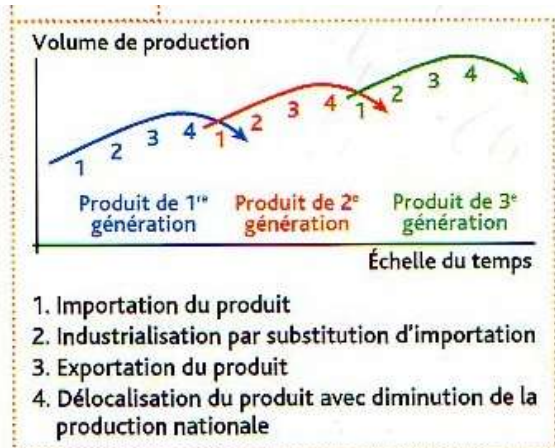 Volume de production
1 2 3 4 1 2 3 4 1 2 3 4
Produit de 1re génération
Produit de 2e génération
Produit de 3e génération
Échelle du temps
1. Importation du produit
2. Industrialisation par substitution d'importation
3. Exportation du produit
4. Délocalisation du produit avec diminution de la
production nationale